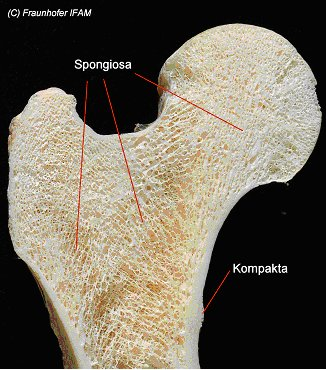 (C) Fraunhofer IFAM
Spongiosa
Kompakta